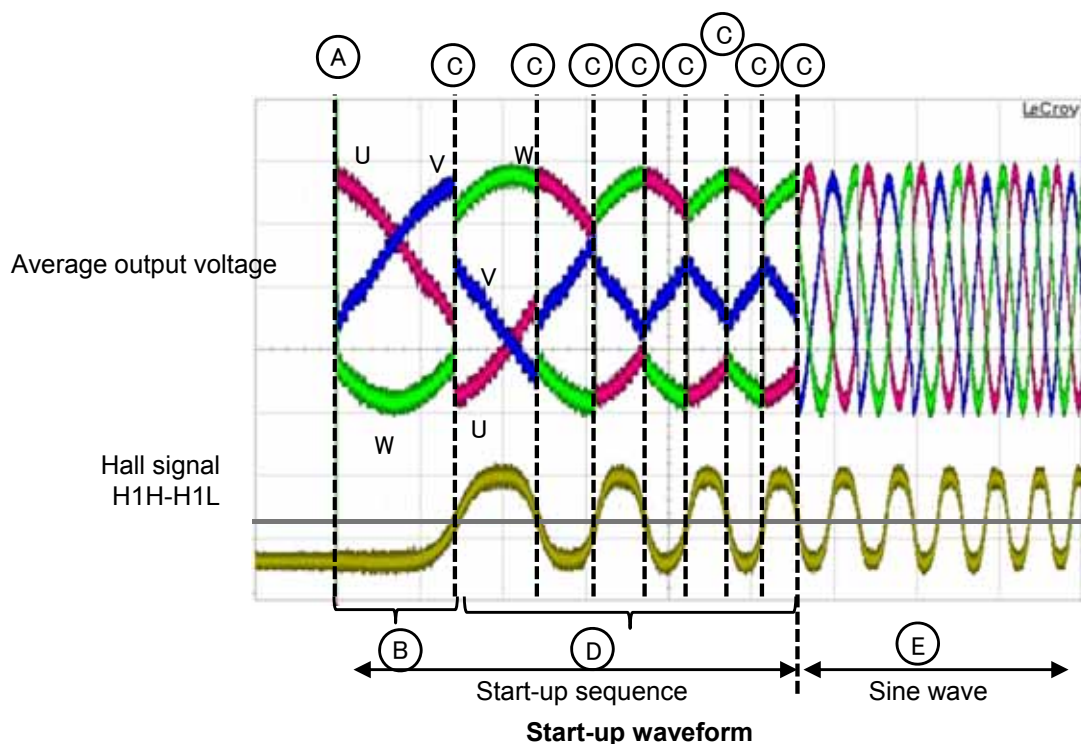 C
A
C
C
C
C
C
C
C
LeCroy
U
V
W
Average output voltage
V
W
U
Hall signal
H1H-H1L
B
D
E
Start-up sequence
Sine wave
Start-up waveform